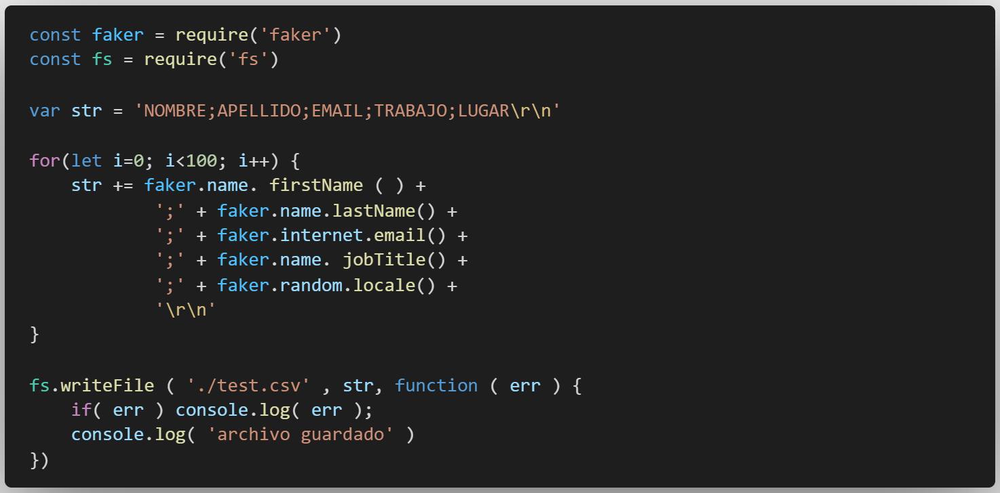 const faker = require('faker')
const fs = require('fs')

var str = 'NOMBRE;APELLIDO;EMAIL;TRABAJO;LUGAR\r\n'

for(let i=0; i<100; i++) {
    str += faker.name. firstName ( ) +
            ';' + faker.name.lastName() +
            ';' + faker.internet.email() +
            ';' + faker.name. jobTitle() +
            ';' + faker.random.locale() +
            '\r\n'
}

fs.writeFile ( './test.csv' , str, function ( err ) {
    if( err ) console.log( err );
    console.log( 'archivo guardado' )
})